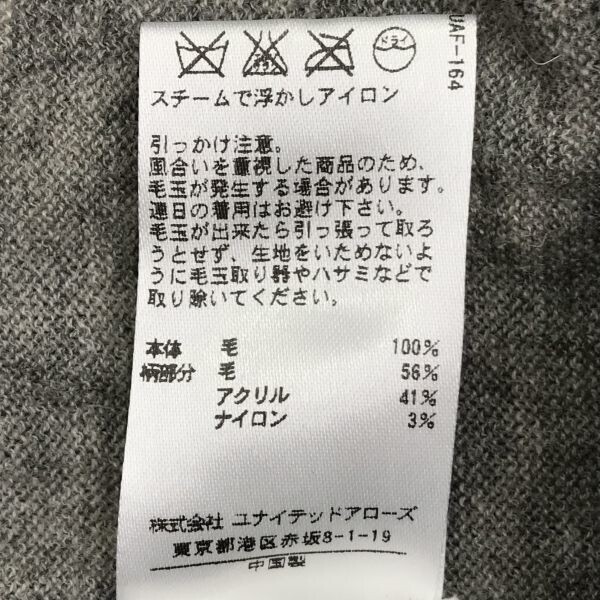 ドライ
スチームで浮かしアイロン
引っかけ注意。
風合いを重視した商品のため、
毛玉が発生する場合があります。
連日の着用はお避け下さい。
毛玉が出来たら引っ張って取ろ
うとせず、生地をいためないよ
うに毛玉取り器やハサミなどで
取り除いてください。
本体 毛 100%
柄部分 毛 56%
アクリル 41%
ナイロン 3%
株式会社 ユナイテッドアローズ
東京都港区赤坂8-1-19
中国製
UAF-164